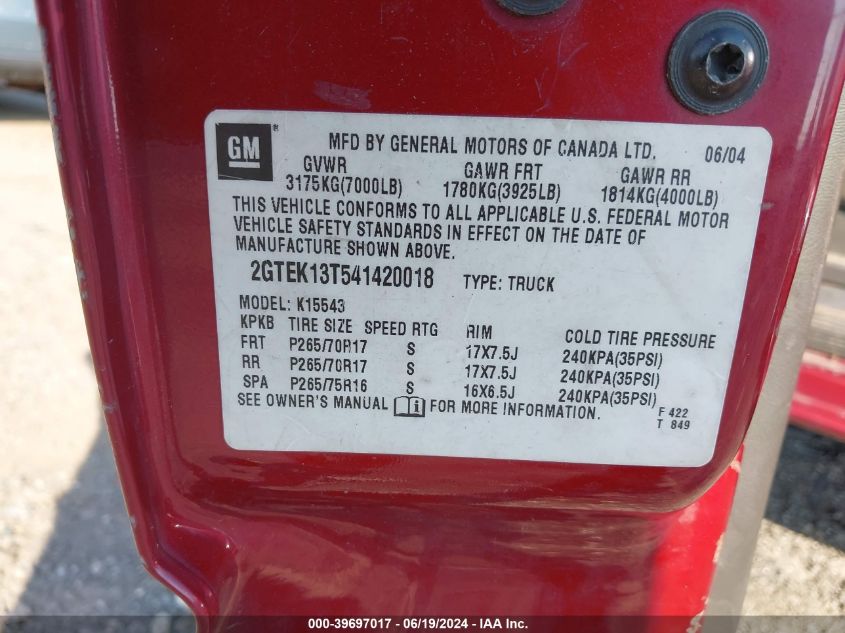 GM ® MFD BY GENERAL MOTORS OF CANADA LTD. 06/04
GVWR GAWR FRT GAWR RR
3175KG(7000LB) 1780KG(3925LB) 1814KG(4000LB)
THIS VEHICLE CONFORMS TO ALL APPLICABLE U.S. FEDERAL MOTOR
VEHICLE SAFETY STANDARDS IN EFFECT ON THE DATE OF
MANUFACTURE SHOWN ABOVE.
2GTEK13T541420018 TYPE: TRUCK
MODEL: K15543
KPKB TIRE SIZE SPEED RTG RIM COLD TIRE PRESSURE
FRT P265/70R17 S 17X7.5J 240KPA(35PSI)
RR P265/70R17 S 17X7.5J 240KPA(35PSI)
SPA P265/75R16 S 16X6.5J 240KPA(35PSI)
SEE OWNER'S MANUAL i FOR MORE INFORMATION.
F 422
T 849
000-39697017 - 06/19/2024 - IAA Inc.